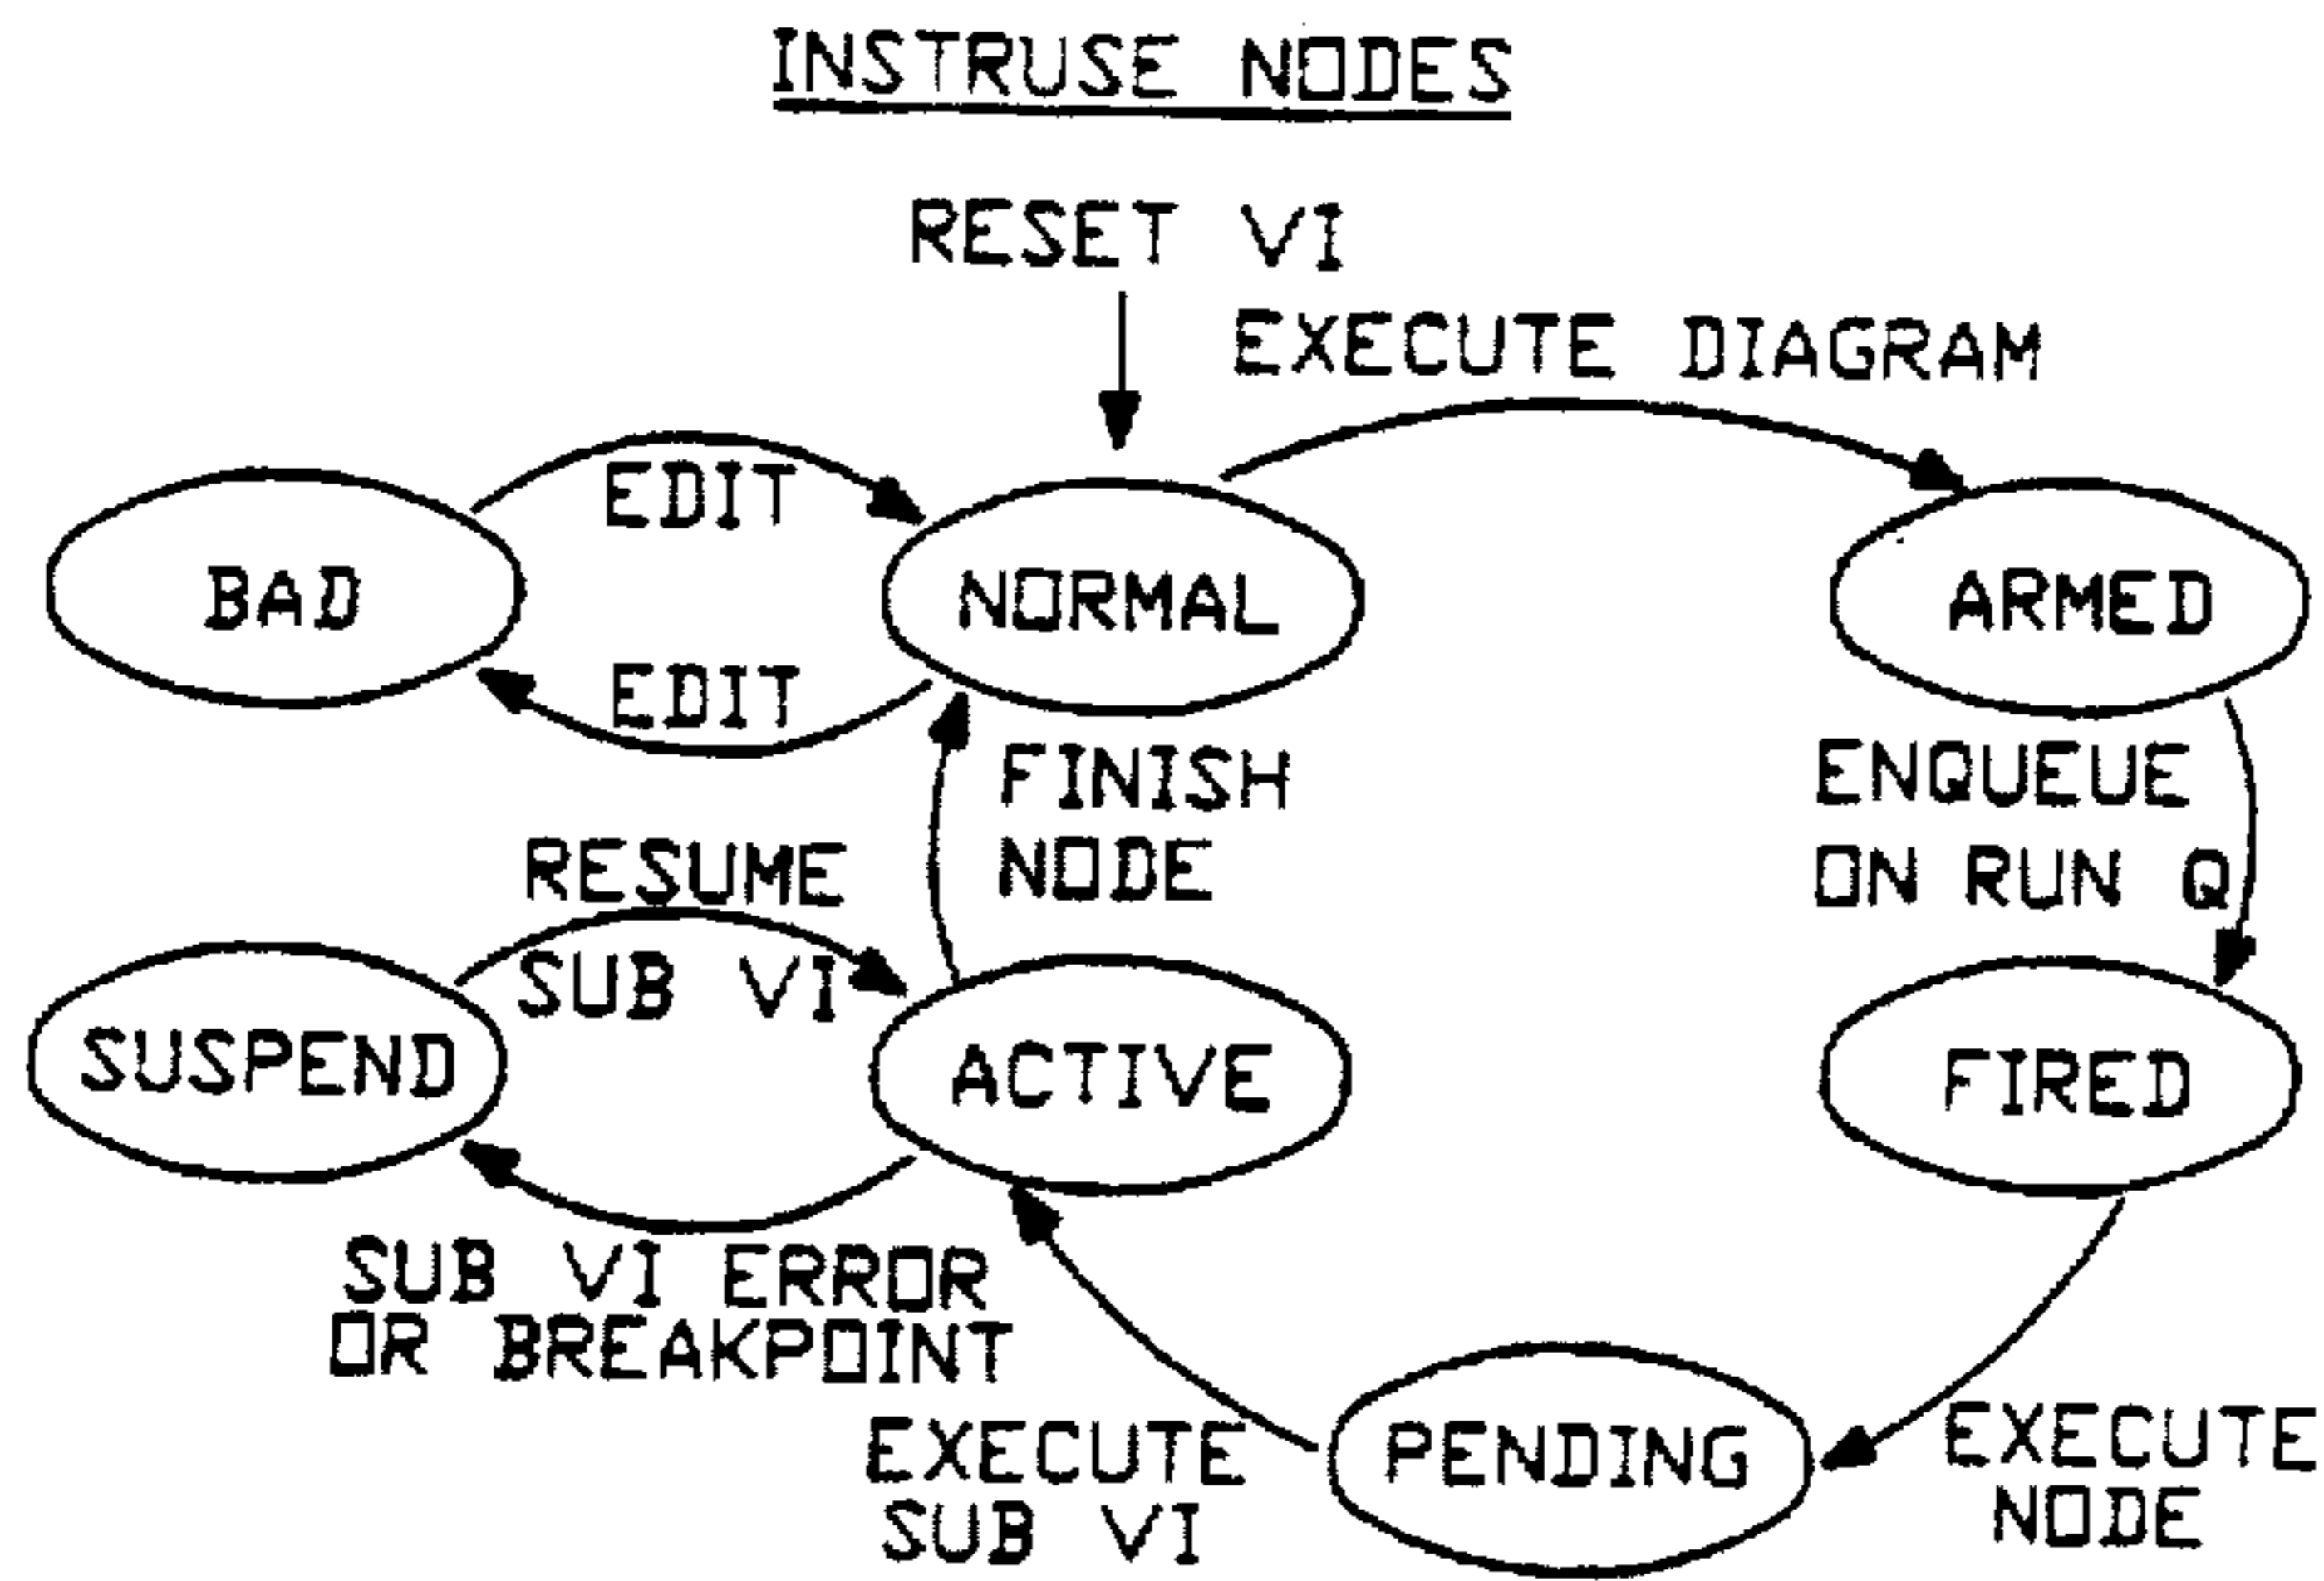 INSTRUSE NODES
RESET VI
EXECUTE DIAGRAM
EDIT
BAD
NORMAL
ARMED
EDIT
FINISH
NODE
ENQUEUE
ON RUN Q
RESUME
SUB VI
SUSPEND
ACTIVE
FIRED
SUB VI ERROR
OR BREAKPOINT
EXECUTE
SUB VI
PENDING
EXECUTE
NODE